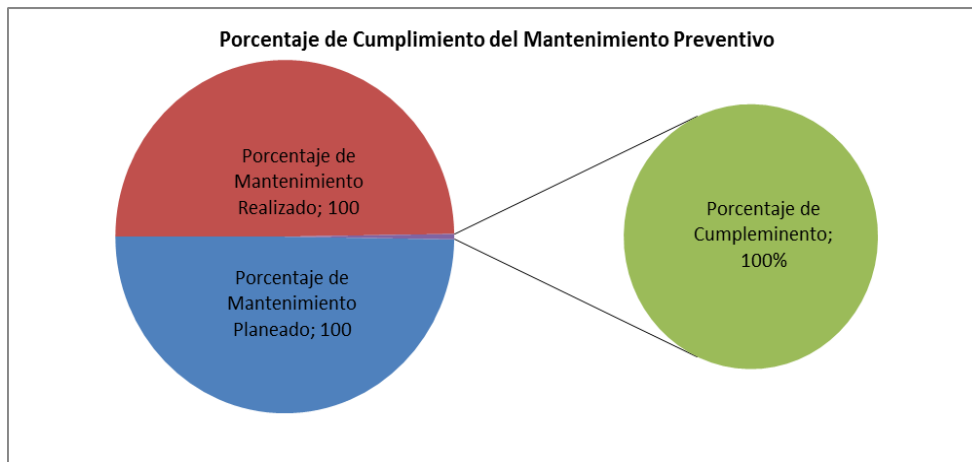 Porcentaje de Cumplimiento del Mantenimiento Preventivo
Porcentaje de
Mantenimiento
Realizado; 100
Porcentaje de
Mantenimiento
Planeado; 100
Porcentaje de
Cumpleminento;
100%